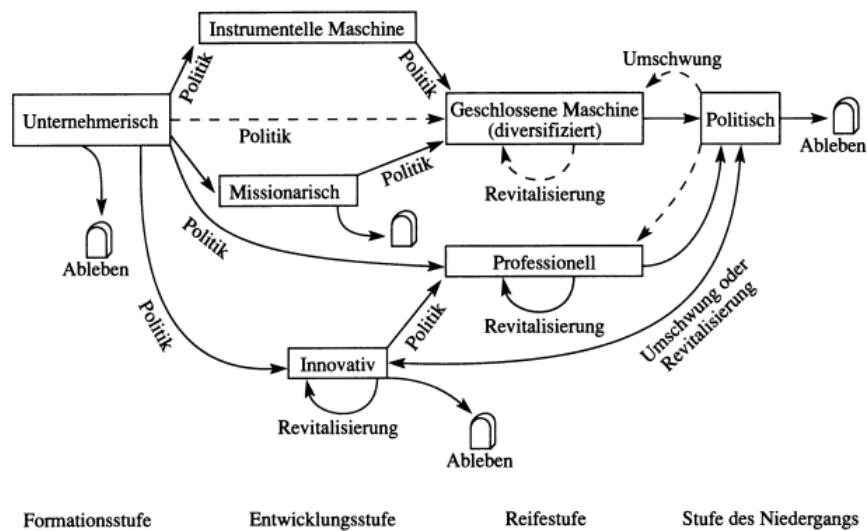 Instrumentelle Maschine
Politik
Politik
Umschwung
Unternehmerisch
Politik
Geschlossene Maschine
(diversifiziert)
Politisch
Ableben
Missionarisch
Politik
Revitalisierung
Ableben
Politik
Professionell
Revitalisierung
Politik
Innovativ
Politik
Umschwung oder
Revitalisierung
Revitalisierung
Ableben
Formationsstufe
Entwicklungsstufe
Reifestufe
Stufe des Niedergangs